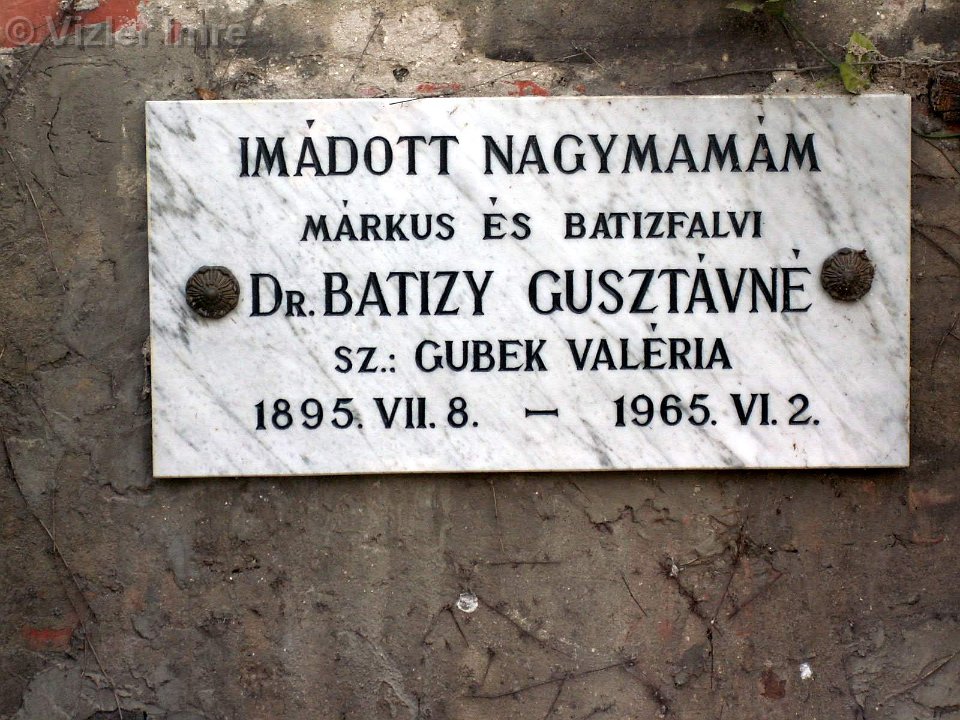 © Vizler Imre
IMÁDOTT NAGYMAMÁM
MÁRKUS ÉS BATIZFALVI
DR. BATIZY GUSZTÁVNÉ
SZ.: GUBEK VALÉRIA
1895. VII. 8. — 1965. VI. 2.